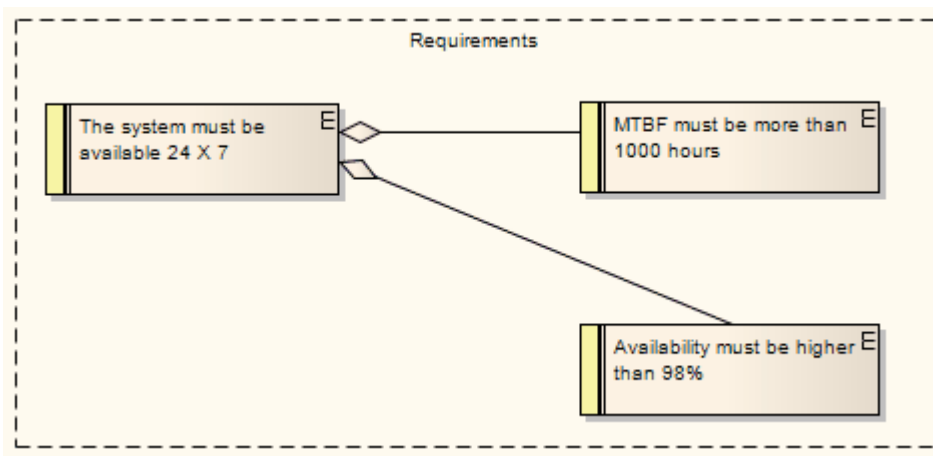 Requirements
The system must be E
available 24 X 7
MTBF must be more than E
1000 hours
Availability must be higher E
than 98%